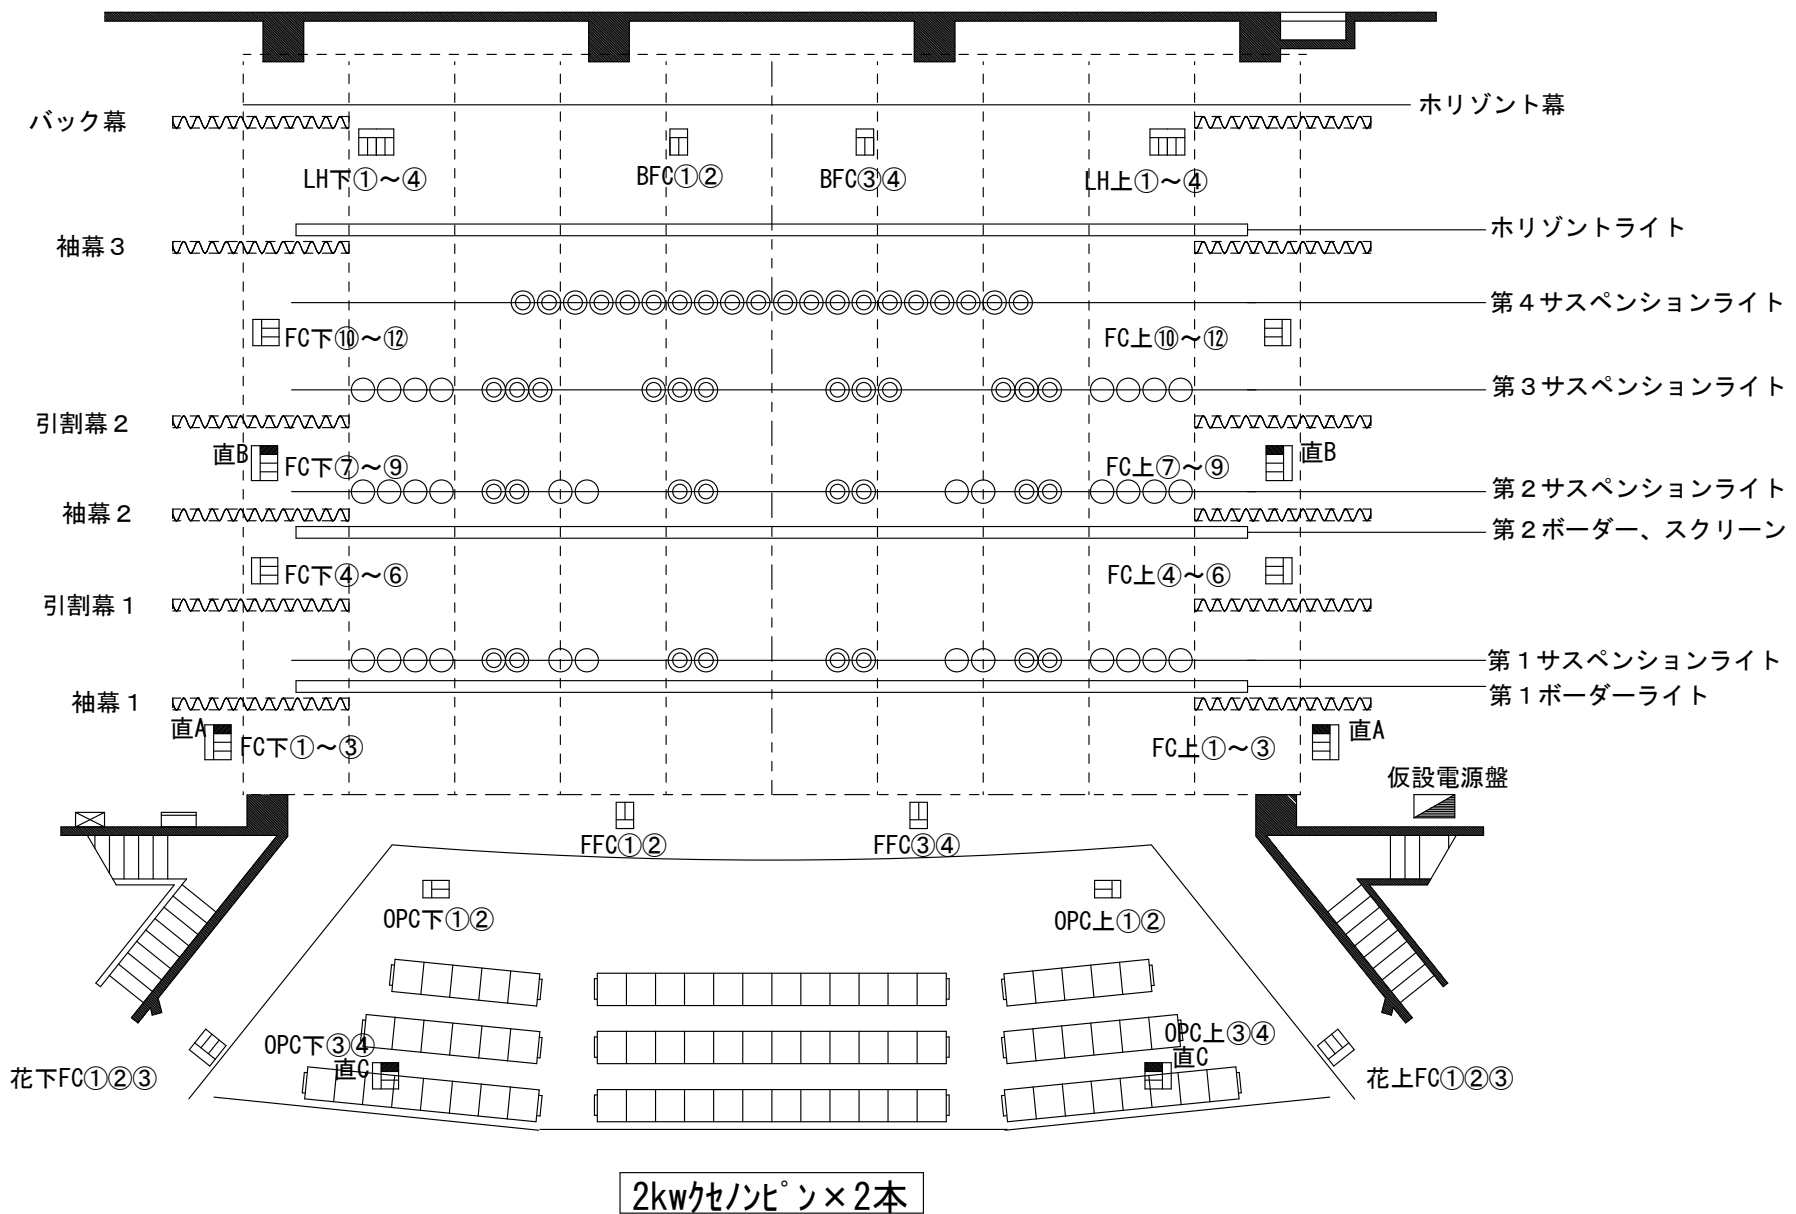 バック幕
ホリゾント幕
LH下①～④
BFC①②
BFC③④
LH上①～④
袖幕３
ホリゾントライト
第４サスペンションライト
FC下⑩～⑫
FC上⑩～⑫
第３サスペンションライト
引割幕２
直B
FC下⑦～⑨
FC上⑦～⑨
直B
第２サスペンションライト
袖幕２
第２ボーダー、スクリーン
FC下④～⑥
FC上④～⑥
引割幕１
第１サスペンションライト
袖幕１
第１ボーダーライト
直A
FC下①～③
FC上①～③
直A
仮設電源盤
FFC①②
FFC③④
OPC下①②
OPC上①②
OPC下③④
OPC上③④
直C
直C
花下FC①②③
花上FC①②③
2kwｸｾﾉﾝﾋﾟﾝ×2本